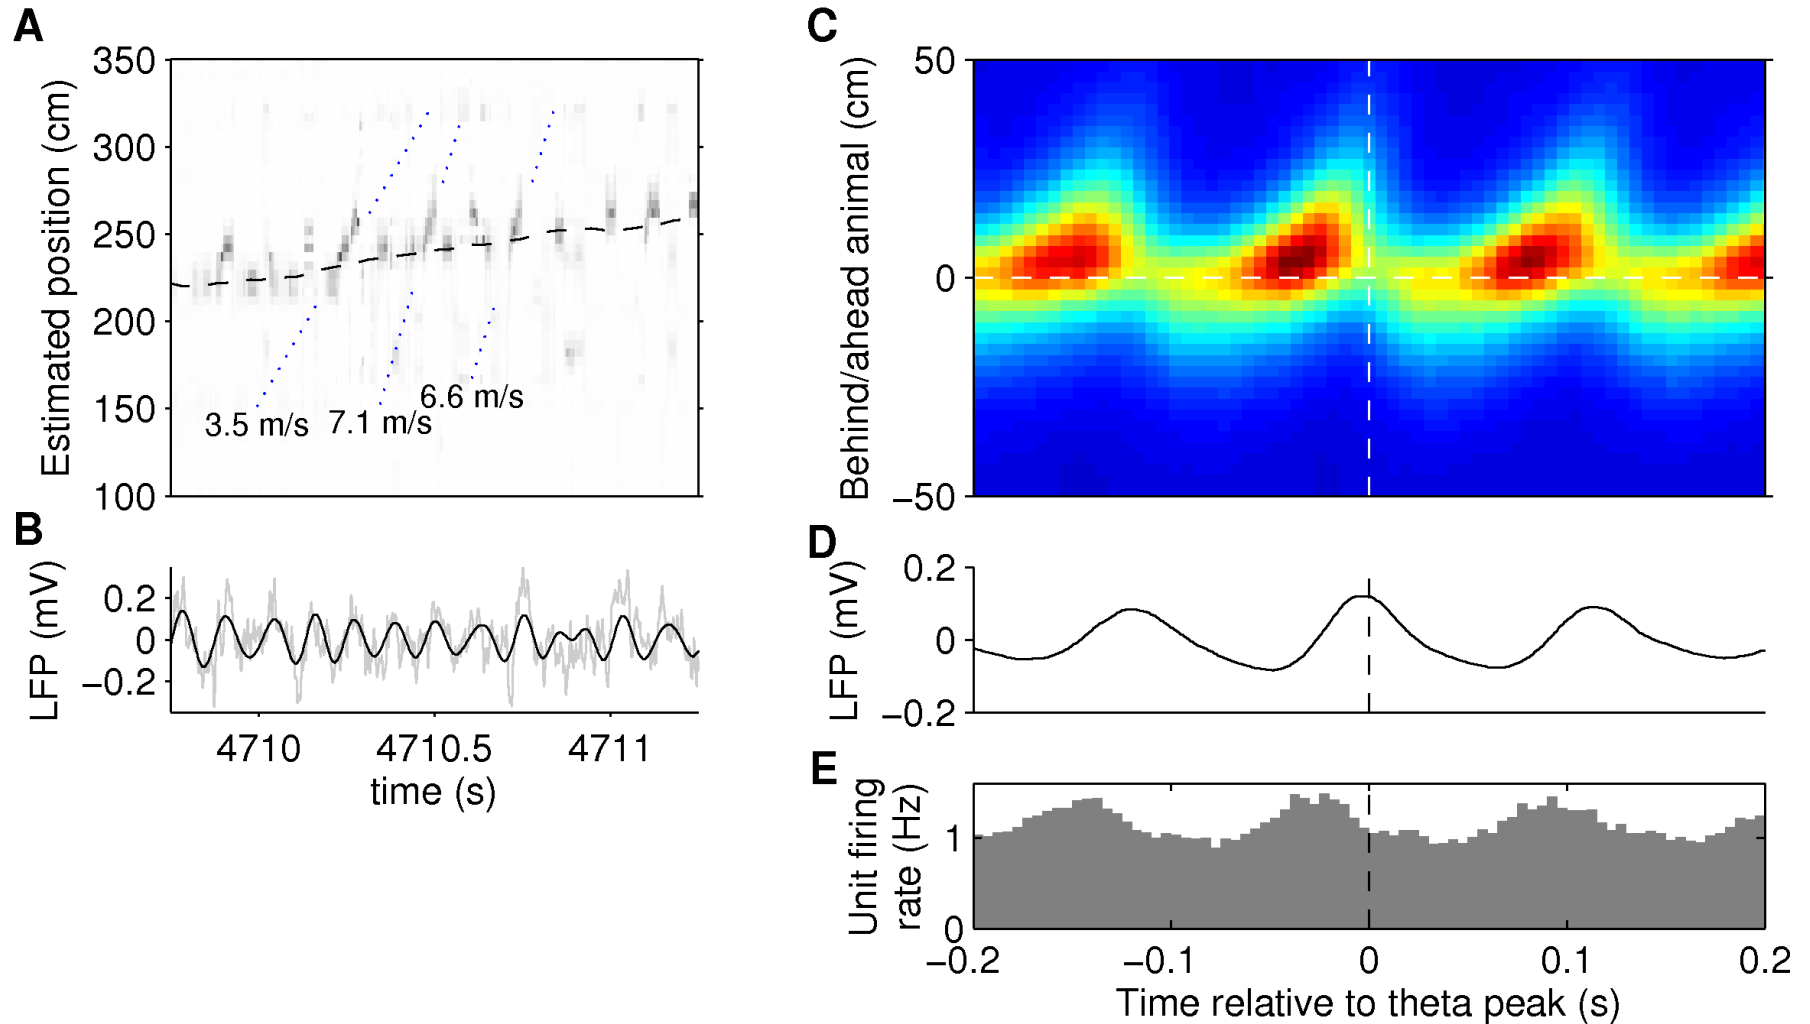 A
350
300
250
200
150
100
Estimated position (cm)
3.5 m/s
7.1 m/s
6.6 m/s
B
0.2
0
−0.2
LFP (mV)
4710
4710.5
4711
time (s)
C
50
0
−50
Behind/ahead animal (cm)
D
0.2
0
−0.2
LFP (mV)
E
1
0
Unit firing
rate (Hz)
−0.2
−0.1
0
0.1
0.2
Time relative to theta peak (s)